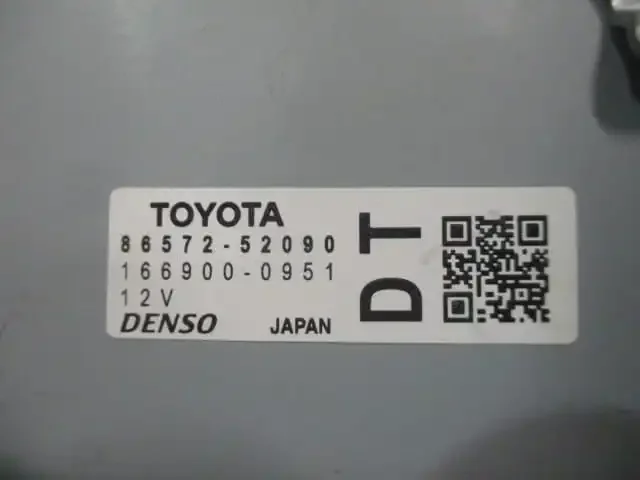 TOYOTA
86572-52090
166900-0951
12V
DENSO JAPAN
DT